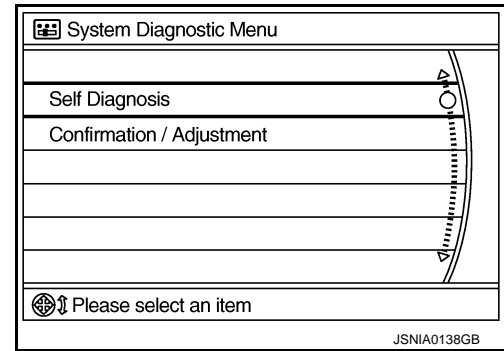 System Diagnostic Menu
Self Diagnosis
Confirmation / Adjustment
Please select an item
JSNIA0138GB